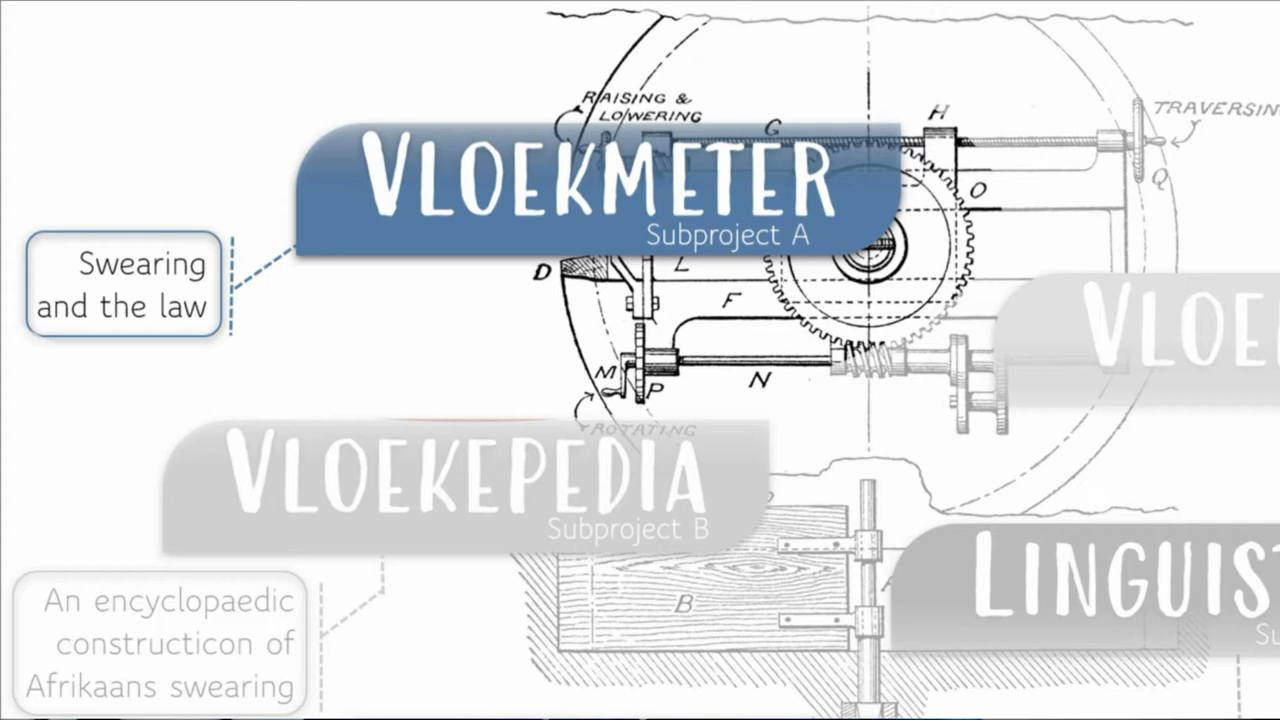 RAISING &
LOWERING
H
TRAVERSING
G
VLOEKMETER
Subproject A
O
Q
Swearing
and the law
D
L
F
VLOE
M
P
N
ROTATING
VLOEKEPEDIA
Subproject B
LINGUIS
An encyclopaedic
constructicon of
Afrikaans swearing
B